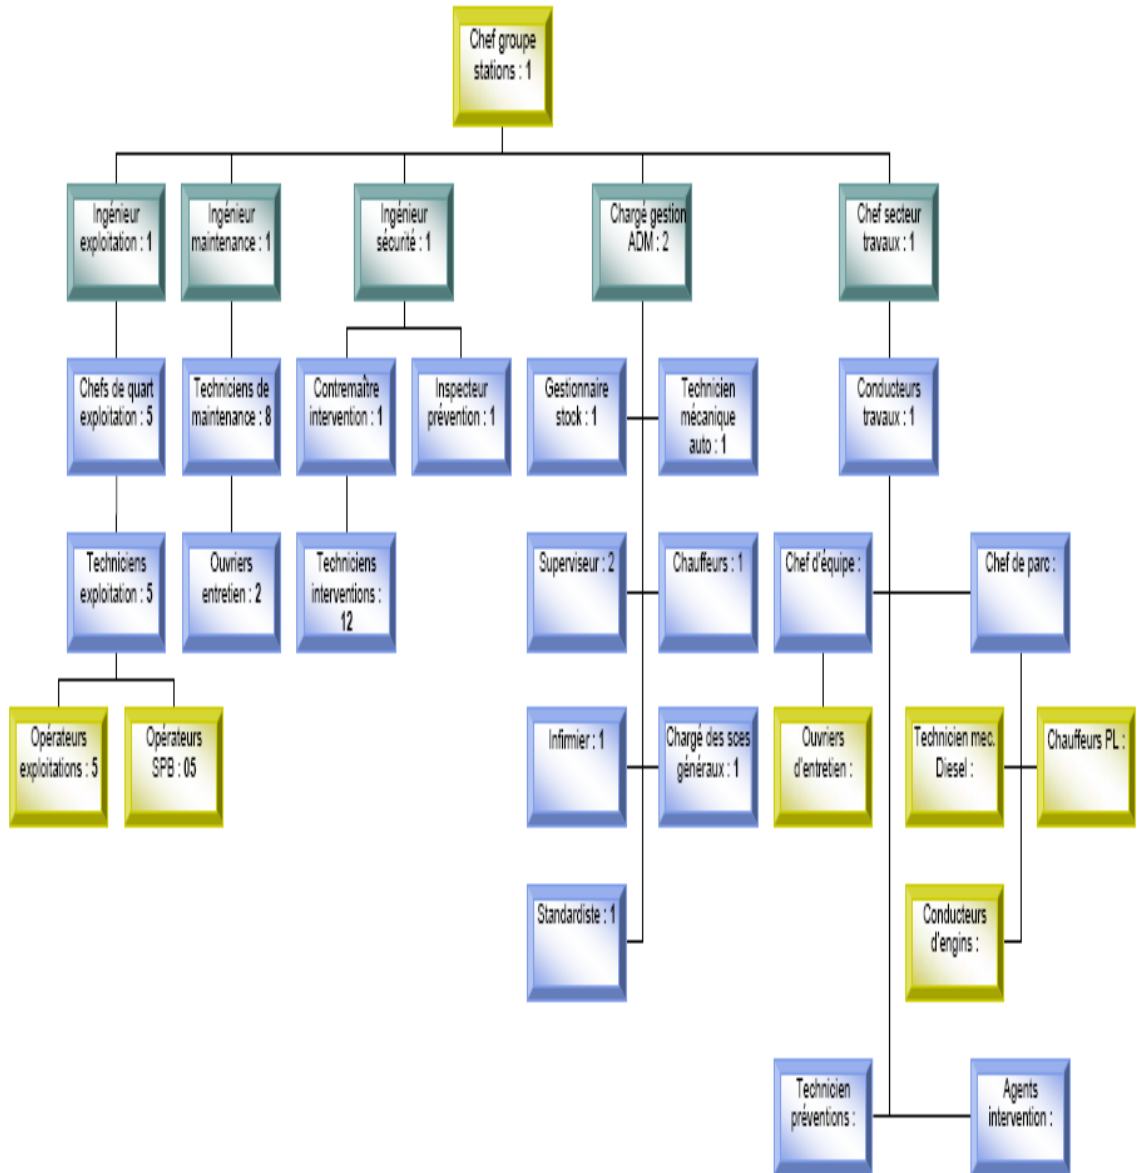 Chef groupe
stations : 1
Ingénieur
exploitation : 1
Ingénieur
maintenance : 1
Ingénieur
sécurité : 1
Chargé gestion
ADM : 2
Chef secteur
travaux : 1
Chefs de quart
exploitation : 5
Techniciens de
maintenance : 8
Contremaître
intervention : 1
Inspecteur
prévention : 1
Gestionnaire
stock : 1
Technicien
mécanique
auto : 1
Conducteurs
travaux : 1
Techniciens
exploitation : 5
Ouvriers
entretien : 2
Techniciens
interventions :
12
Superviseur : 2
Chauffeurs : 1
Chef d'équipe :
Chef de parc :
Opérateurs
exploitations : 5
Opérateurs
SPB : 05
Infirmier : 1
Chargé des sces
généraux : 1
Ouvriers
d'entretien :
Technicien mec.
Diesel :
Chauffeurs PL :
Standardiste : 1
Conducteurs
d'engins :
Technicien
préventions :
Agents
intervention :